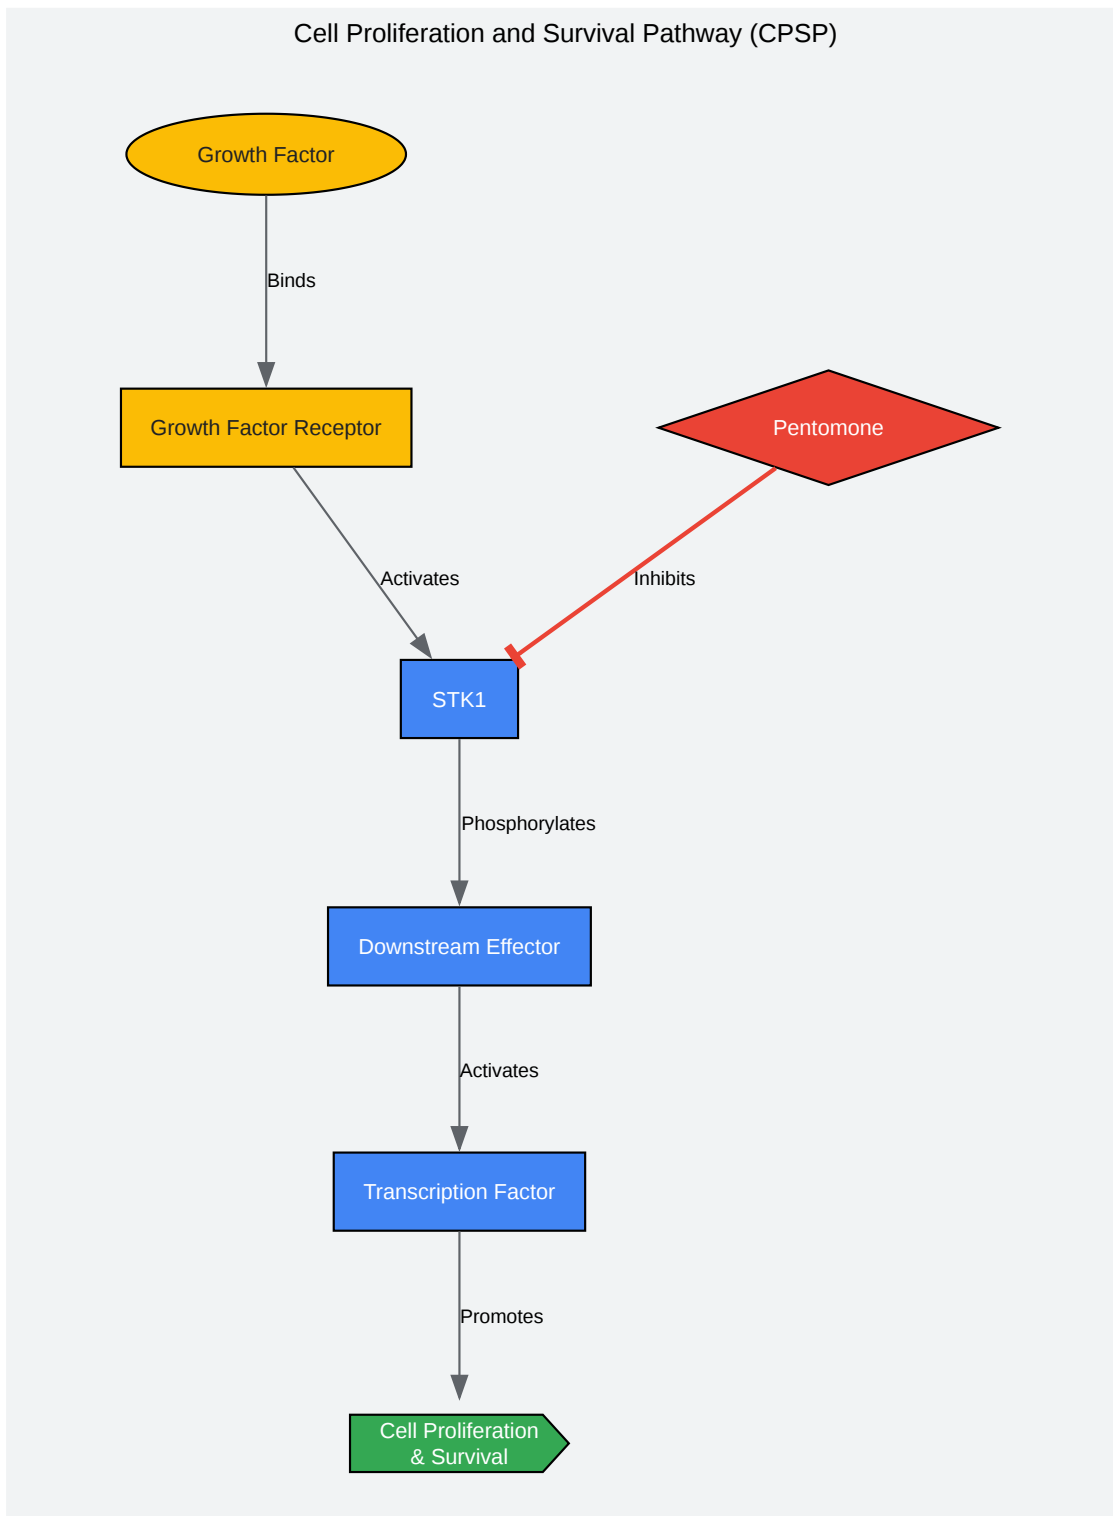 Cell Proliferation and Survival Pathway (CPSP)
Growth Factor
Binds
Growth Factor Receptor
Pentomone
Activates
Inhibits
STK1
Phosphorylates
Downstream Effector
Activates
Transcription Factor
Promotes
Cell Proliferation
& Survival